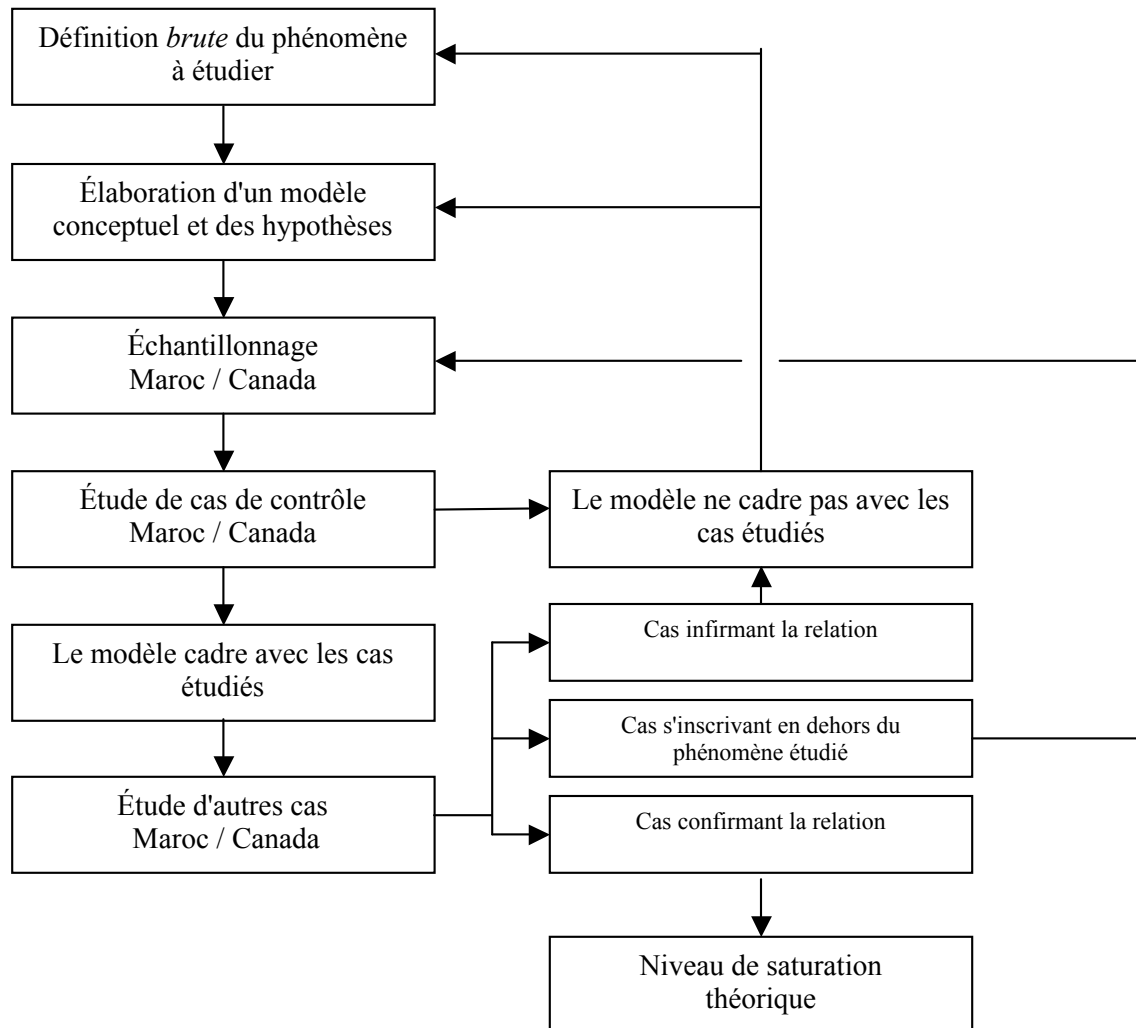 Définition brute du phénomène
à étudier
Élaboration d'un modèle
conceptuel et des hypothèses
Échantillonnage
Maroc / Canada
Étude de cas de contrôle
Maroc / Canada
Le modèle ne cadre pas avec les
cas étudiés
Cas infirmant la relation
Le modèle cadre avec les cas
étudiés
Cas s'inscrivant en dehors du
phénomène étudié
Étude d'autres cas
Maroc / Canada
Cas confirmant la relation
Niveau de saturation
théorique